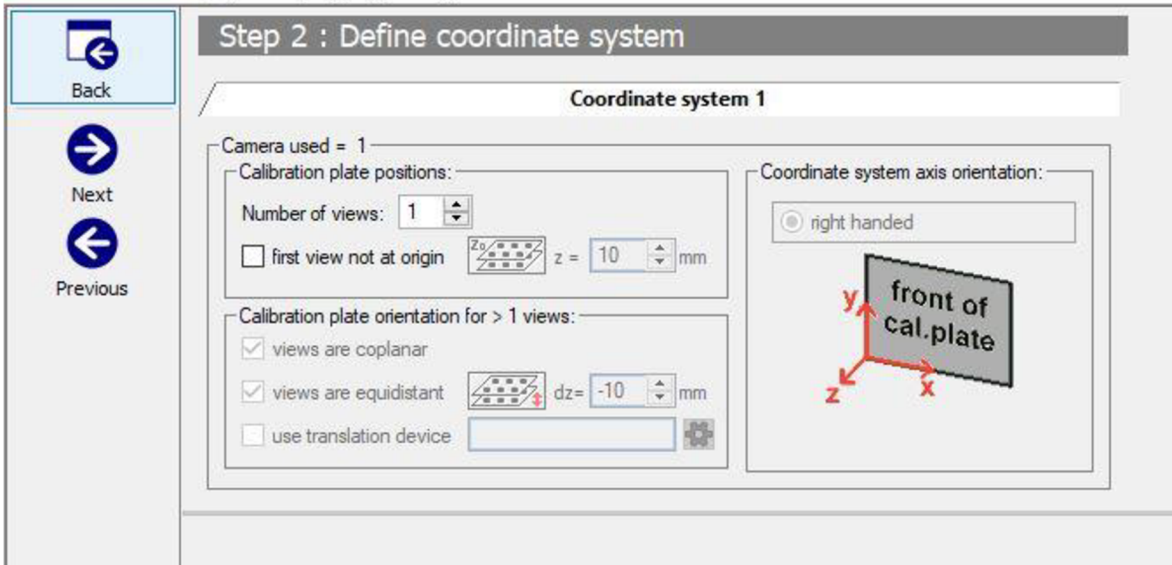 Step 2 : Define coordinate system
Back
Coordinate system 1
Next
Previous
Camera used = 1
Calibration plate positions:
Number of views: 1
first view not at origin Z₀ z = 10 mm
Calibration plate orientation for > 1 views:
views are coplanar
views are equidistant dz= -10 mm
use translation device
Coordinate system axis orientation:
right handed
front of
cal.plate
y
z
x